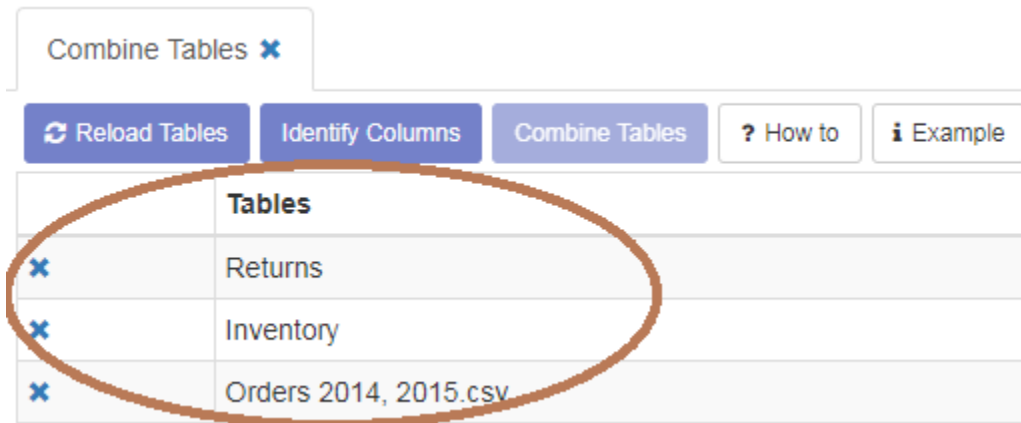 Combine Tables
Reload Tables Identify Columns Combine Tables ? How to i Example
Tables
Returns
Inventory
Orders 2014, 2015.csv